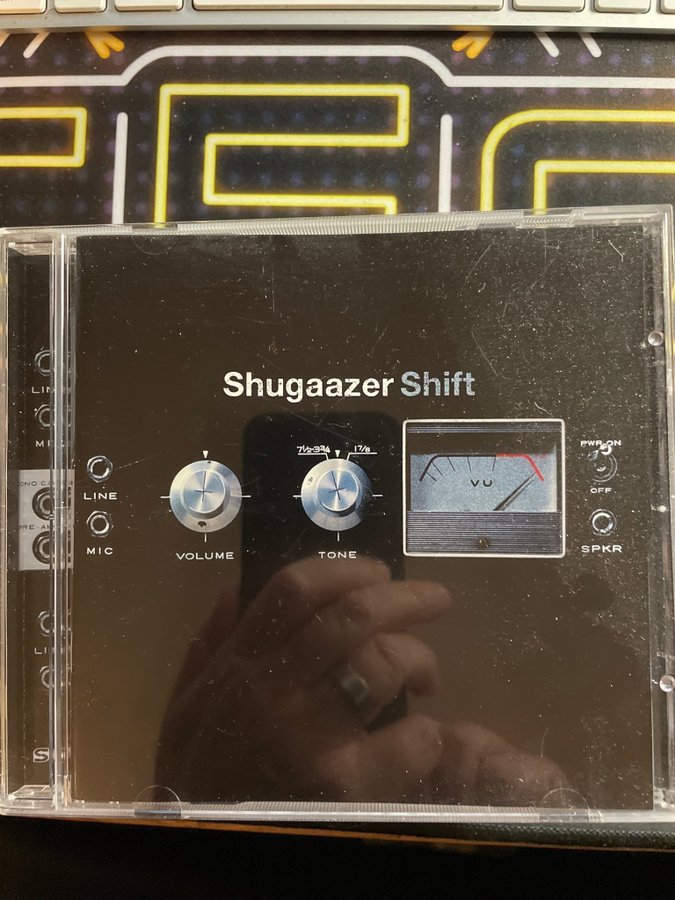 Shugaazer Shift
7½-3¾ 1⅞
PWR-ON
VU
OFF
LINE
MIC
VOLUME
TONE
SPKR